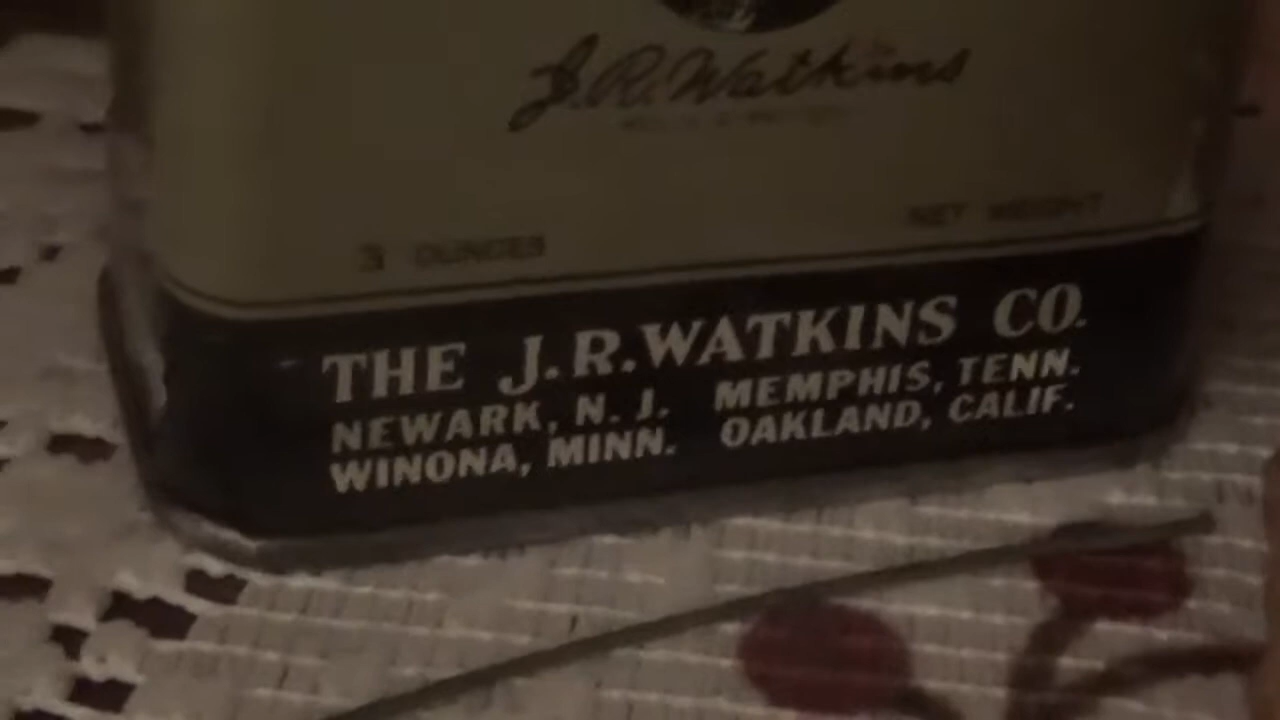 J.R. Watkins
3 OUNCES NET WEIGHT
THE J.R. WATKINS CO.
NEWARK, N. J. MEMPHIS, TENN.
WINONA, MINN. OAKLAND, CALIF.